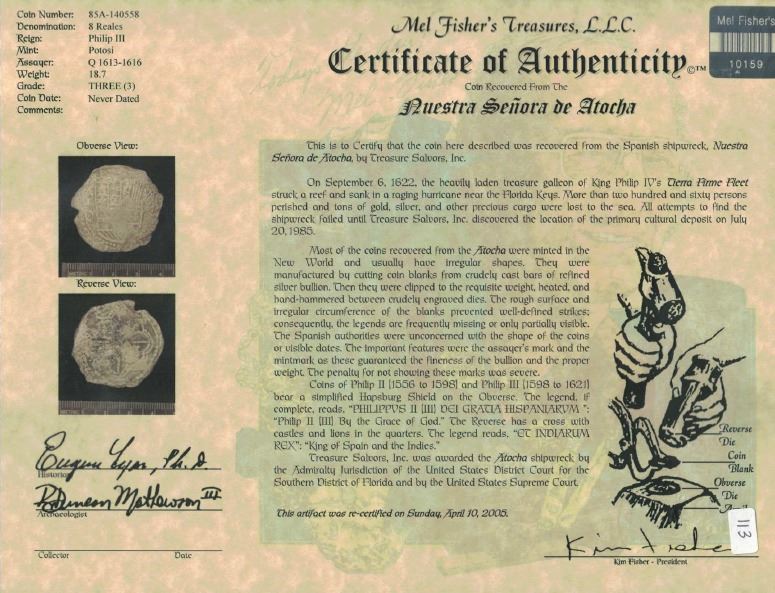 Coin Number: 85A-140558
Denomination: 8 Reales
Reign: Philip III
Mint: Potosi
Assayer: Q 1613-1616
Weight: 18.7
Grade: THREE (3)
Coin Date: Never Dated
Comments:
Mel Fisher's Treasures, L.L.C.
Certificate of Authenticity©™
Coin Recovered From The
Nuestra Señora de Atocha
Mel Fisher's
10159
Obverse View:
Reverse View:
This is to Certify that the coin here described was recovered from the Spanish shipwreck, Nuestra
Señora de Atocha, by Treasure Salvors, Inc.
On September 6, 1622, the heavily laden treasure galleon of King Philip IV's Tierra Firme Fleet
struck a reef and sank in a raging hurricane near the Florida Keys. More than two hundred and sixty persons
perished and tons of gold, silver, and other precious cargo were lost to the sea. All attempts to find the
shipwreck failed until Treasure Salvors, Inc. discovered the location of the primary cultural deposit on July
20, 1985.
Most of the coins recovered from the Atocha were minted in the
New World and usually have irregular shapes. They were
manufactured by cutting coin blanks from crudely cast bars of refined
silver bullion. Then they were clipped to the requisite weight, heated, and
hand-hammered between crudely engraved dies. The rough surface and
irregular circumference of the blanks prevented well-defined strikes;
consequently, the legends are frequently missing or only partially visible.
The Spanish authorities were unconcerned with the shape of the coins
or visible dates. The important features were the assayer's mark and the
mintmark as these guaranteed the fineness of the bullion and the proper
weight. The penalty for not showing these marks was severe.
Coins of Philip II [1556 to 1598] and Philip III [1598 to 1621]
bear a simplified Hapsburg Shield on the Obverse. The legend, if
complete, reads, "PHILIPPVS II [III] DEI GRATIA HISPANIARVM ":
"Philip II [III] By the Grace of God." The Reverse has a cross with
castles and lions in the quarters. The legend reads, "ET INDIARUM
REX": "King of Spain and the Indies."
Treasure Salvors, Inc. was awarded the Atocha shipwreck by
the Admiralty Jurisdiction of the United States District Court for the
Southern District of Florida and by the United States Supreme Court.
This artifact was re-certified on Sunday, April 10, 2005.
Reverse
Die
Coin
Blank
Obverse
Die
113
Eugene Lyon, Ph.D.
Historian
R. Duncan Mathewson III
Archaeologist
Collector Date
Kim Fisher
Kim Fisher - President